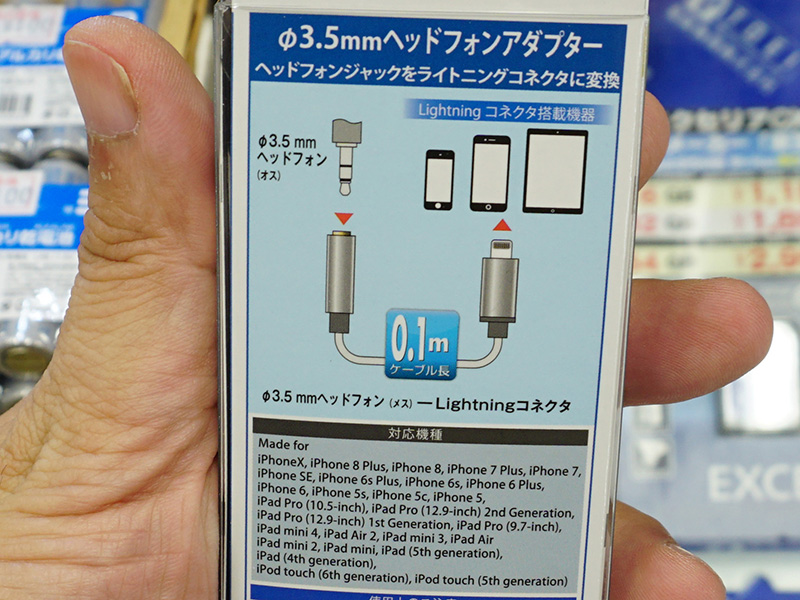 φ3.5mmヘッドフォンアダプター
ヘッドフォンジャックをライトニングコネクタに変換
Lightning コネクタ搭載機器
φ3.5 mm
ヘッドフォン
(オス)
0.1m
ケーブル長
φ3.5 mmヘッドフォン (メス) ー Lightningコネクタ
対応機種
Made for
iPhoneX, iPhone 8 Plus, iPhone 8, iPhone 7 Plus, iPhone 7,
iPhone SE, iPhone 6s Plus, iPhone 6s, iPhone 6 Plus,
iPhone 6, iPhone 5s, iPhone 5c, iPhone 5,
iPad Pro (10.5-inch), iPad Pro (12.9-inch) 2nd Generation,
iPad Pro (12.9-inch) 1st Generation, iPad Pro (9.7-inch),
iPad mini 4, iPad Air 2, iPad mini 3, iPad Air
iPad mini 2, iPad mini, iPad (5th generation),
iPad (4th generation),
iPod touch (6th generation), iPod touch (5th generation)
EXC